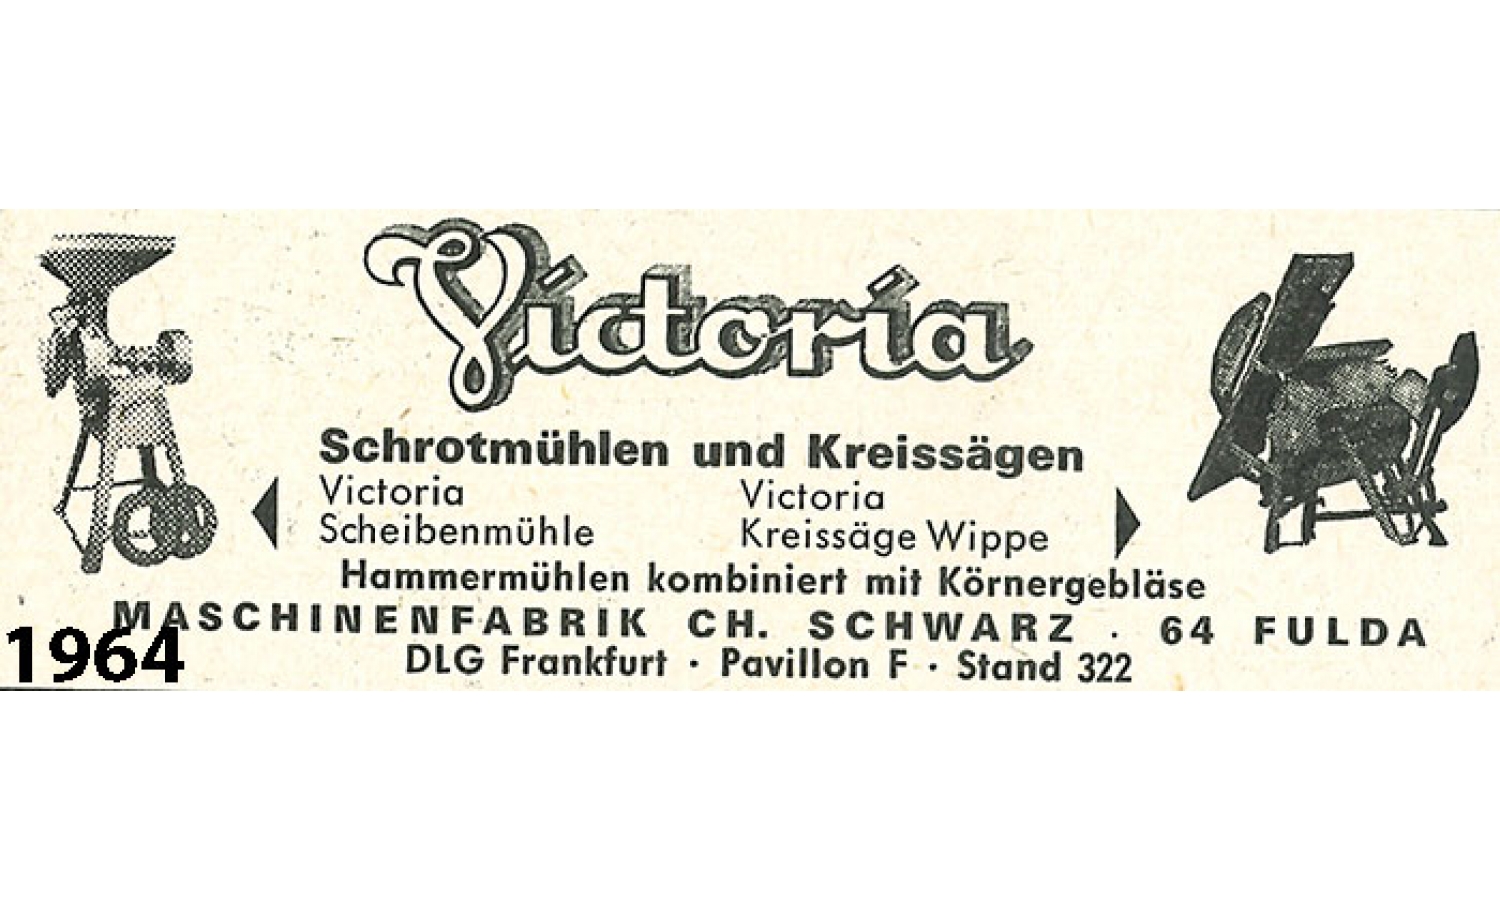 Victoria
Schrotmühlen und Kreissägen
Victoria
Scheibenmühle
Victoria
Kreissäge Wippe
Hammermühlen kombiniert mit Körnergebläse
MASCHINENFABRIK CH. SCHWARZ · 64 FULDA
DLG Frankfurt · Pavillon F · Stand 322
1964